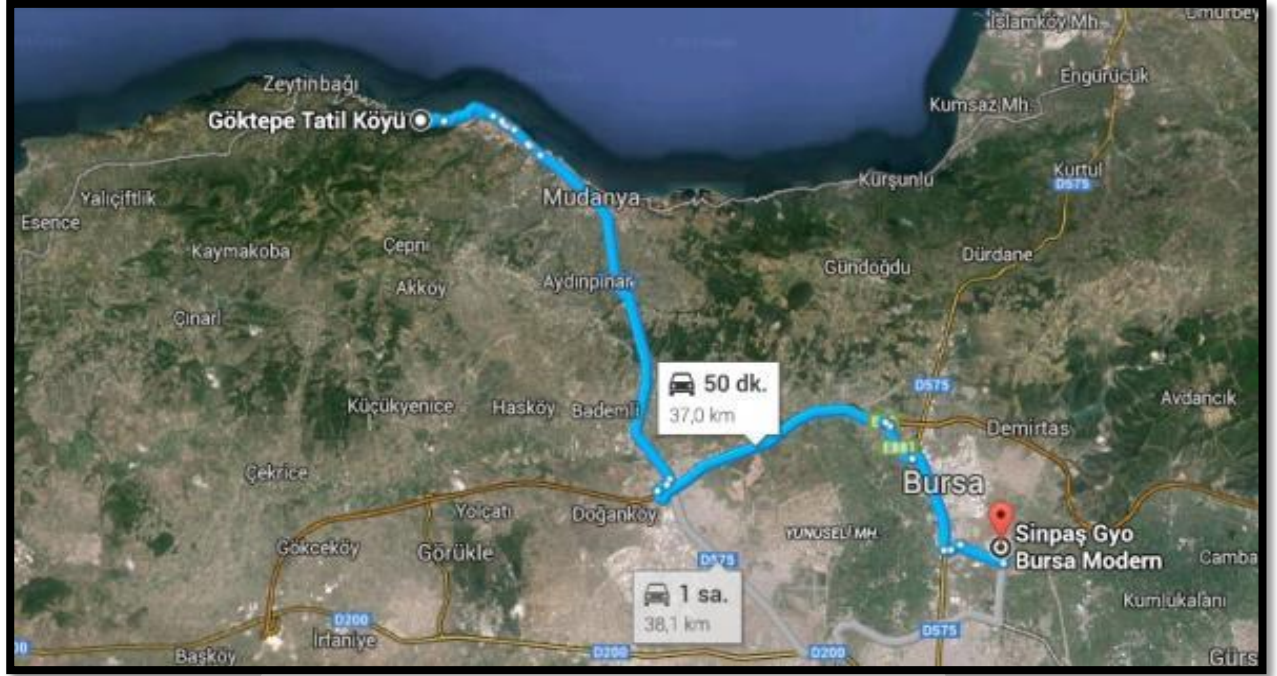 İslamköy Mh.
Zeytinbağı
Engürücük
Kumsaz Mh.
Göktepe Tatil Köyü
Kurtul
D575
Kurşunlu
Yalıçiftlik
Mudanya
Esence
Kaymakoba
Çepni
Dürdane
Gündoğdu
Aydınpınar
Akköy
Çınarlı
50 dk.
37,0 km
D575
Avdancık
Küçükyenice
Hasköy
Bademli
Demirtaş
Çekrice
Bursa
Yolçatı
Doğanköy
YUNUSELİ MH.
Sinpaş Gyo
Bursa Modern
Gökceköy
Görükle
D575
Kumlukalanı
1 sa.
38,1 km
D200
İrfaniye
D575
Başköy
D200
D200